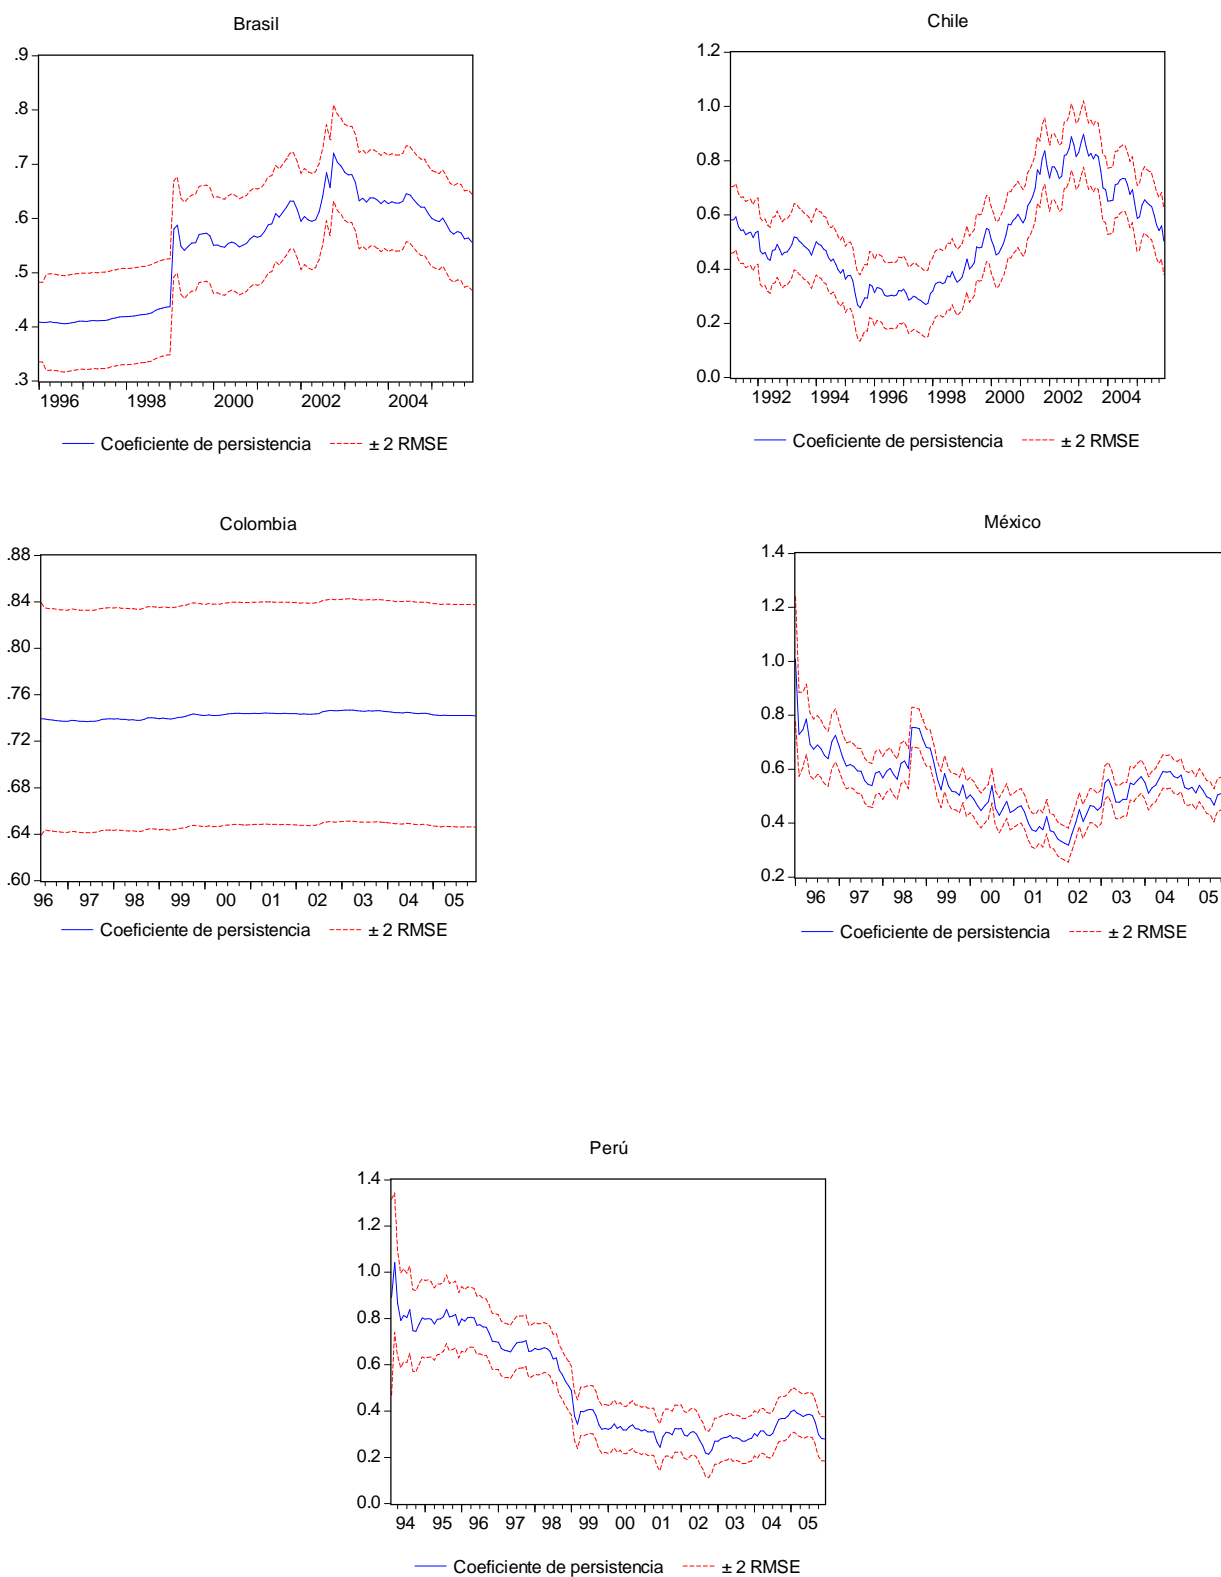 Brasil
.9
.8
.7
.6
.5
.4
.3
1996 1998 2000 2002 2004
Coeficiente de persistencia ± 2 RMSE
Chile
1.2
1.0
0.8
0.6
0.4
0.2
0.0
1992 1994 1996 1998 2000 2002 2004
Coeficiente de persistencia ± 2 RMSE
Colombia
.88
.84
.80
.76
.72
.68
.64
.60
96 97 98 99 00 01 02 03 04 05
Coeficiente de persistencia ± 2 RMSE
México
1.4
1.2
1.0
0.8
0.6
0.4
0.2
96 97 98 99 00 01 02 03 04 05
Coeficiente de persistencia ± 2 RMSE
Perú
1.4
1.2
1.0
0.8
0.6
0.4
0.2
0.0
94 95 96 97 98 99 00 01 02 03 04 05
Coeficiente de persistencia ± 2 RMSE